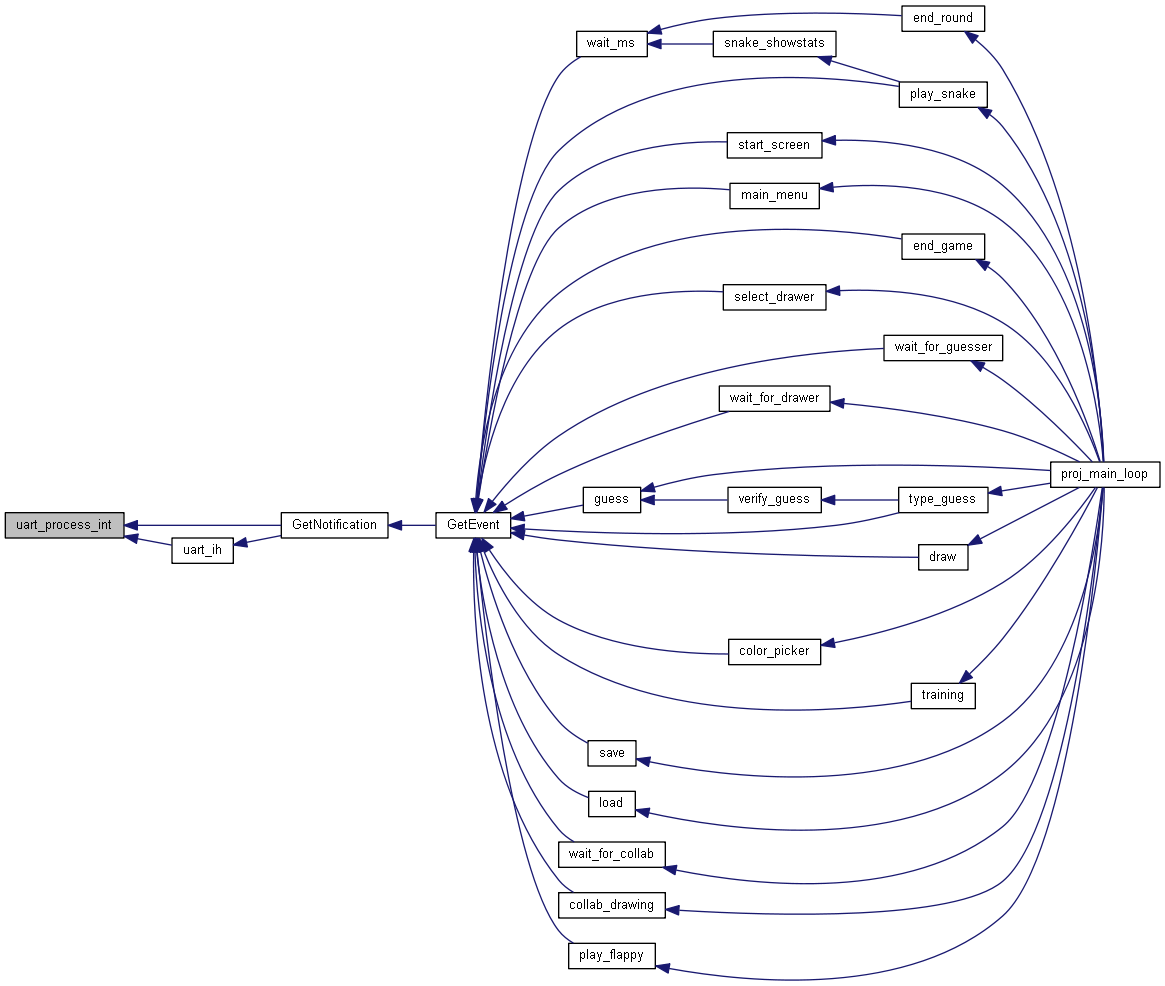 end_round
wait_ms
snake_showstats
play_snake
start_screen
main_menu
end_game
select_drawer
wait_for_guesser
wait_for_drawer
proj_main_loop
guess
verify_guess
type_guess
uart_process_int
GetNotification
GetEvent
uart_ih
draw
color_picker
training
save
load
wait_for_collab
collab_drawing
play_flappy